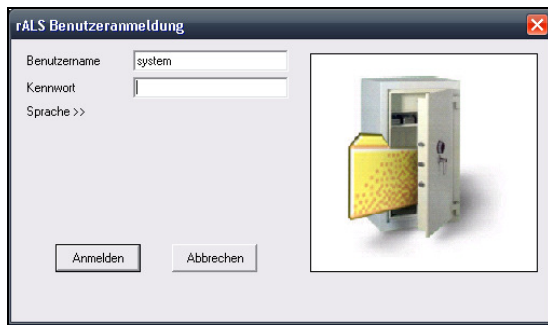 rALS Benutzeranmeldung
Benutzername system
Kennwort
Sprache >>
Anmelden Abbrechen